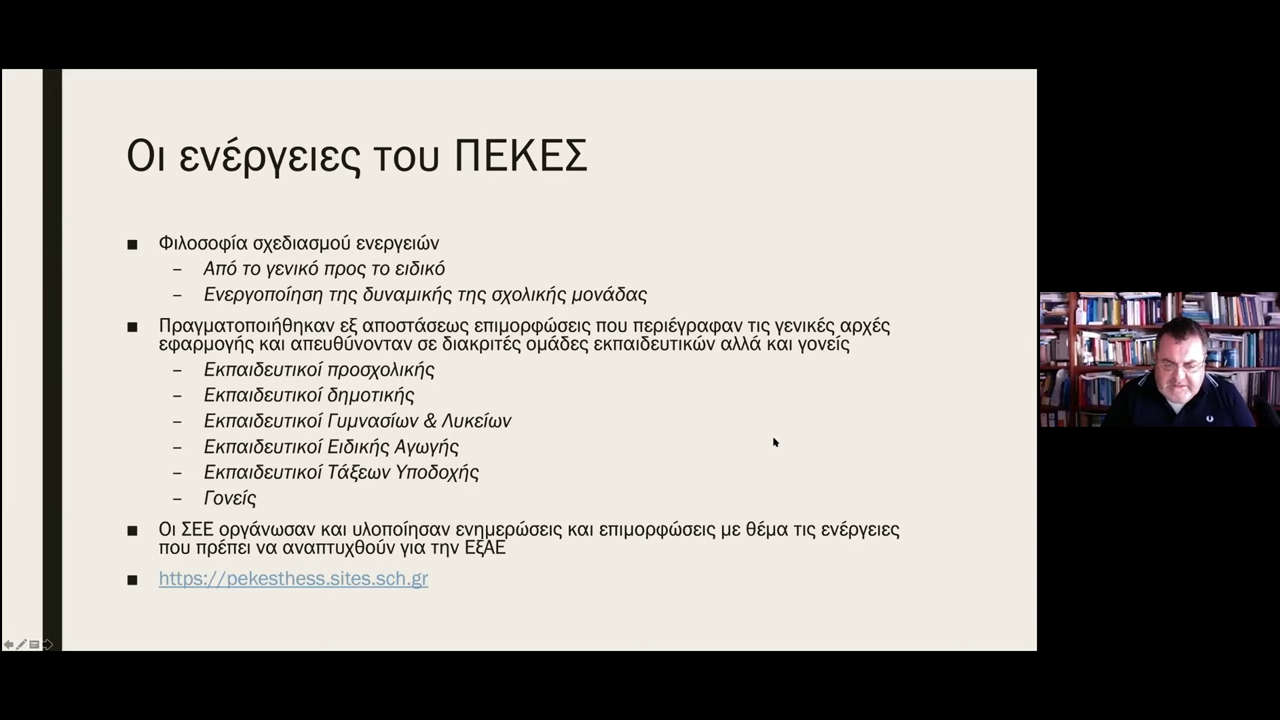 Οι ενέργειες του ΠΕΚΕΣ
■ Φιλοσοφία σχεδιασμού ενεργειών
– Από το γενικό προς το ειδικό
– Ενεργοποίηση της δυναμικής της σχολικής μονάδας
■ Πραγματοποιήθηκαν εξ αποστάσεως επιμορφώσεις που περιέγραφαν τις γενικές αρχές
εφαρμογής και απευθύνονταν σε διακριτές ομάδες εκπαιδευτικών αλλά και γονείς
– Εκπαιδευτικοί προσχολικής
– Εκπαιδευτικοί δημοτικής
– Εκπαιδευτικοί Γυμνασίων & Λυκείων
– Εκπαιδευτικοί Ειδικής Αγωγής
– Εκπαιδευτικοί Τάξεων Υποδοχής
– Γονείς
■ Οι ΣΕΕ οργάνωσαν και υλοποίησαν ενημερώσεις και επιμορφώσεις με θέμα τις ενέργειες
που πρέπει να αναπτυχθούν για την ΕξΑΕ
■ https://pekesthess.sites.sch.gr